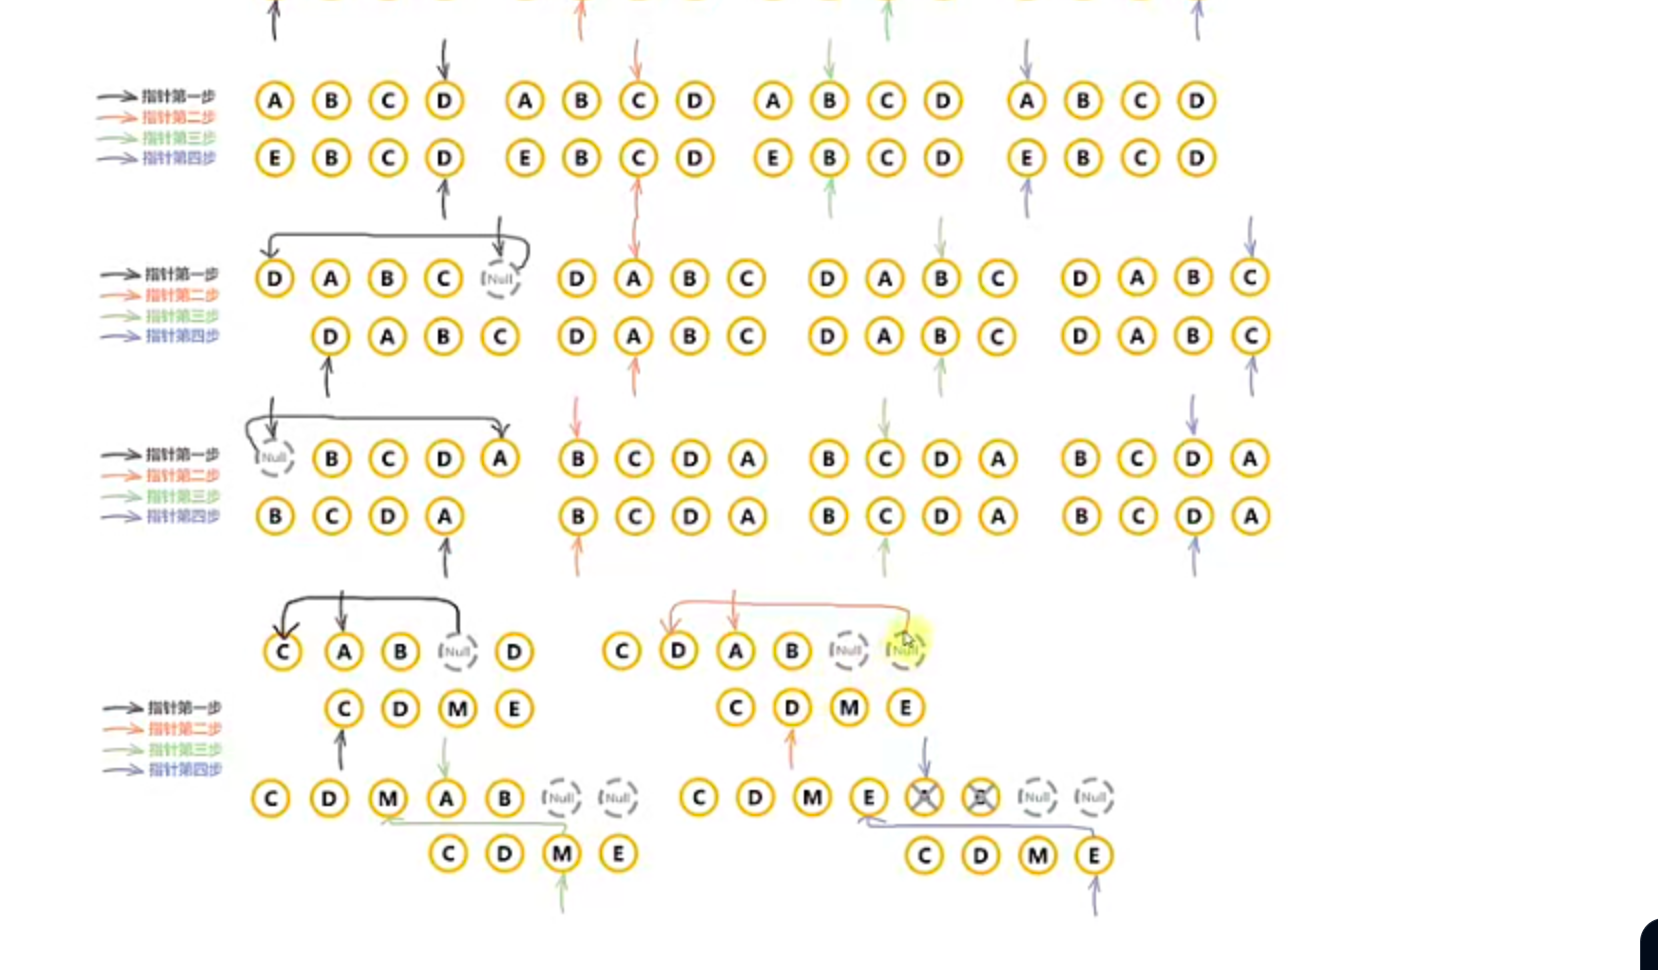 指针第一步 A B C D A B C D A B C D A B C D
指针第二步
指针第三步
指针第四步 E B C D E B C D E B C D E B C D
指针第一步 D A B C Null D A B C D A B C D A B C
指针第二步
指针第三步
指针第四步 D A B C D A B C D A B C D A B C
指针第一步 Null B C D A B C D A B C D A B C D A
指针第二步
指针第三步
指针第四步 B C D A B C D A B C D A B C D A
C A B Null D C D A B Null Null
指针第一步 C D M E C D M E
指针第二步
指针第三步
指针第四步
C D M A B Null Null C D M E A B Null Null
C D M E C D M E